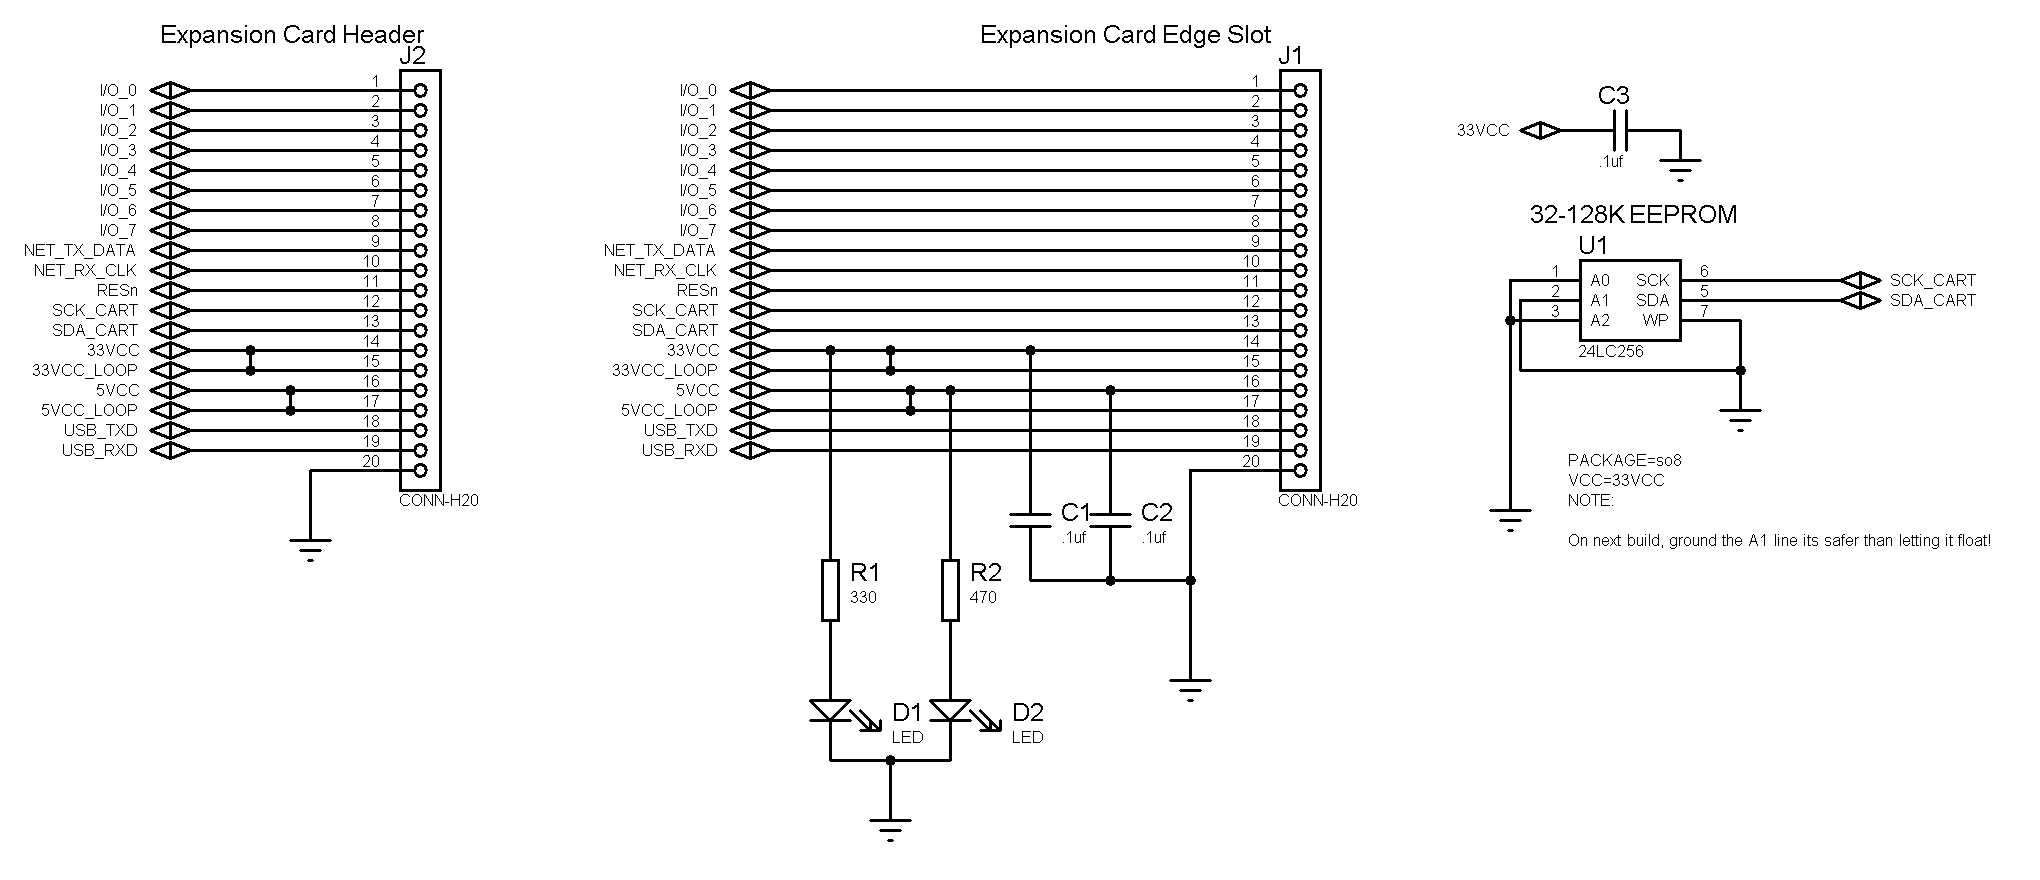 Expansion Card Header
J2
I/O_0 1
I/O_1 2
I/O_2 3
I/O_3 4
I/O_4 5
I/O_5 6
I/O_6 7
I/O_7 8
NET_TX_DATA 9
NET_RX_CLK 10
RESn 11
SCK_CART 12
SDA_CART 13
33VCC 14
33VCC_LOOP 15
5VCC 16
5VCC_LOOP 17
USB_TXD 18
USB_RXD 19
20
CONN-H20
Expansion Card Edge Slot
J1
I/O_0 1
I/O_1 2
I/O_2 3
I/O_3 4
I/O_4 5
I/O_5 6
I/O_6 7
I/O_7 8
NET_TX_DATA 9
NET_RX_CLK 10
RESn 11
SCK_CART 12
SDA_CART 13
33VCC 14
33VCC_LOOP 15
5VCC 16
5VCC_LOOP 17
USB_TXD 18
USB_RXD 19
20
CONN-H20
C1
.1uf
C2
.1uf
R1
330
R2
470
D1
LED
D2
LED
C3
33VCC
.1uf
32-128K EEPROM
U1
1 A0 SCK 6 SCK_CART
2 A1 SDA 5 SDA_CART
3 A2 WP 7
24LC256
PACKAGE=so8
VCC=33VCC
NOTE:
On next build, ground the A1 line its safer than letting it float!